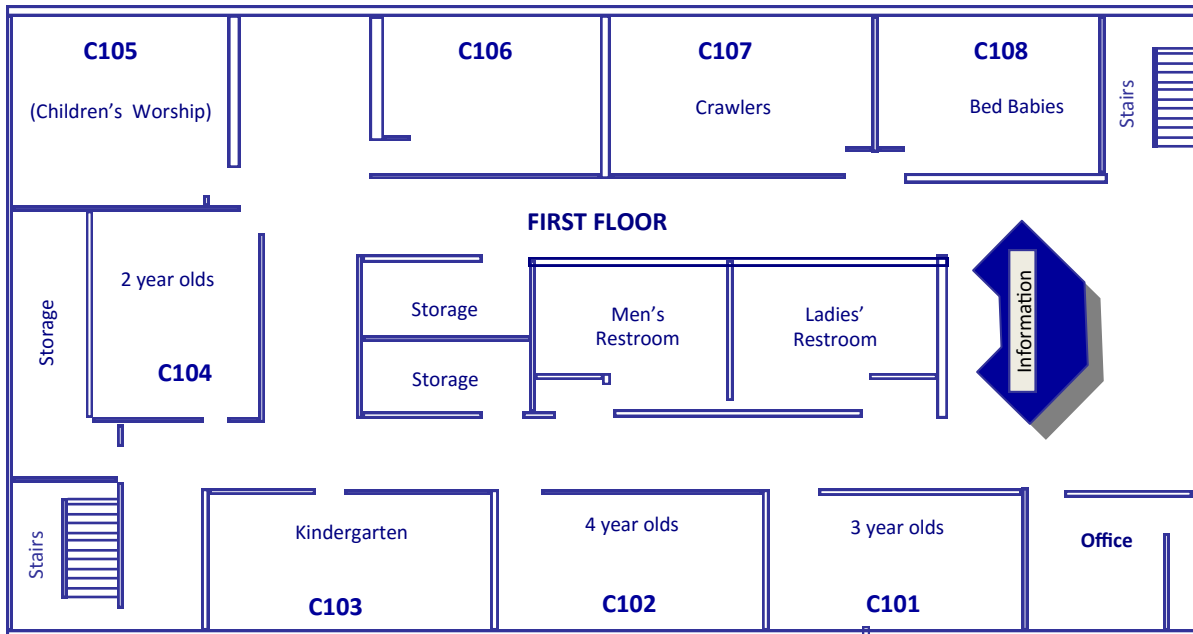 C105
C106
C107
C108
(Children's Worship)
Crawlers
Bed Babies
Stairs
FIRST FLOOR
2 year olds
Storage
C104
Storage
Storage
Men's
Restroom
Ladies'
Restroom
Information
Stairs
Kindergarten
C103
4 year olds
C102
3 year olds
C101
Office